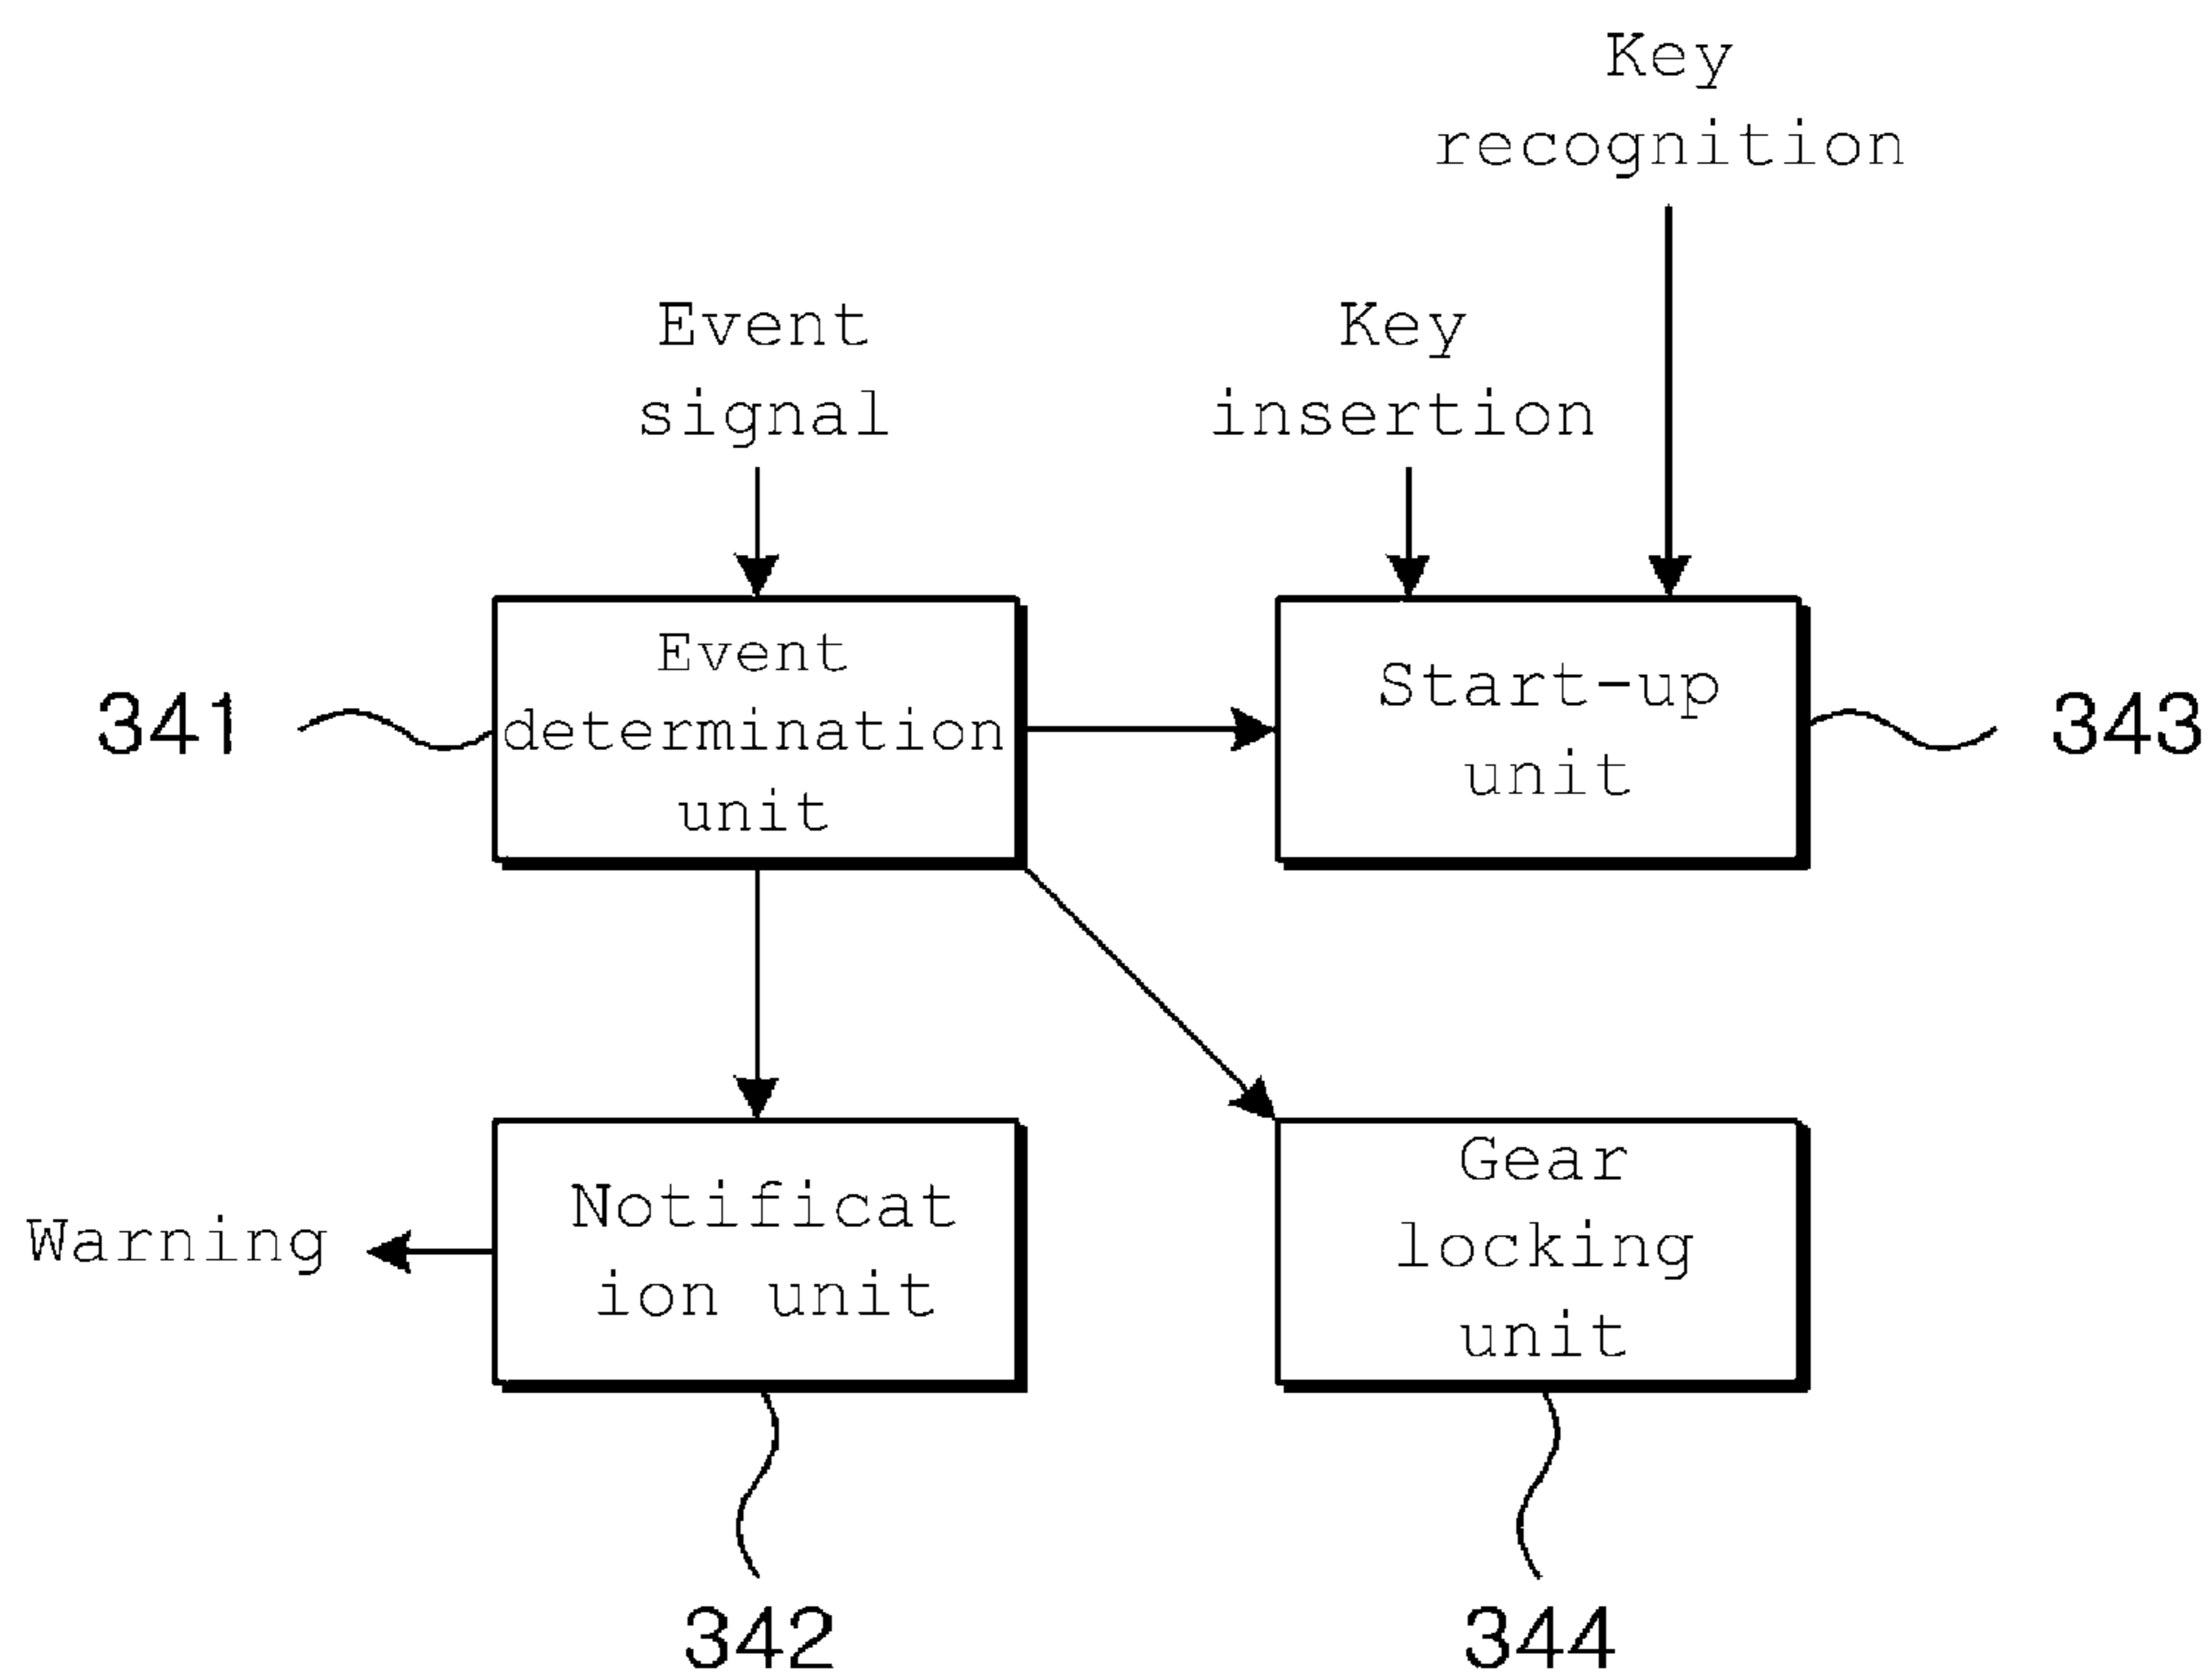 Key
recognition
Event
signal
Key
insertion
Event
determination
unit
Start-up
unit
341
343
Notificat
ion unit
Gear
locking
unit
Warning
342
344